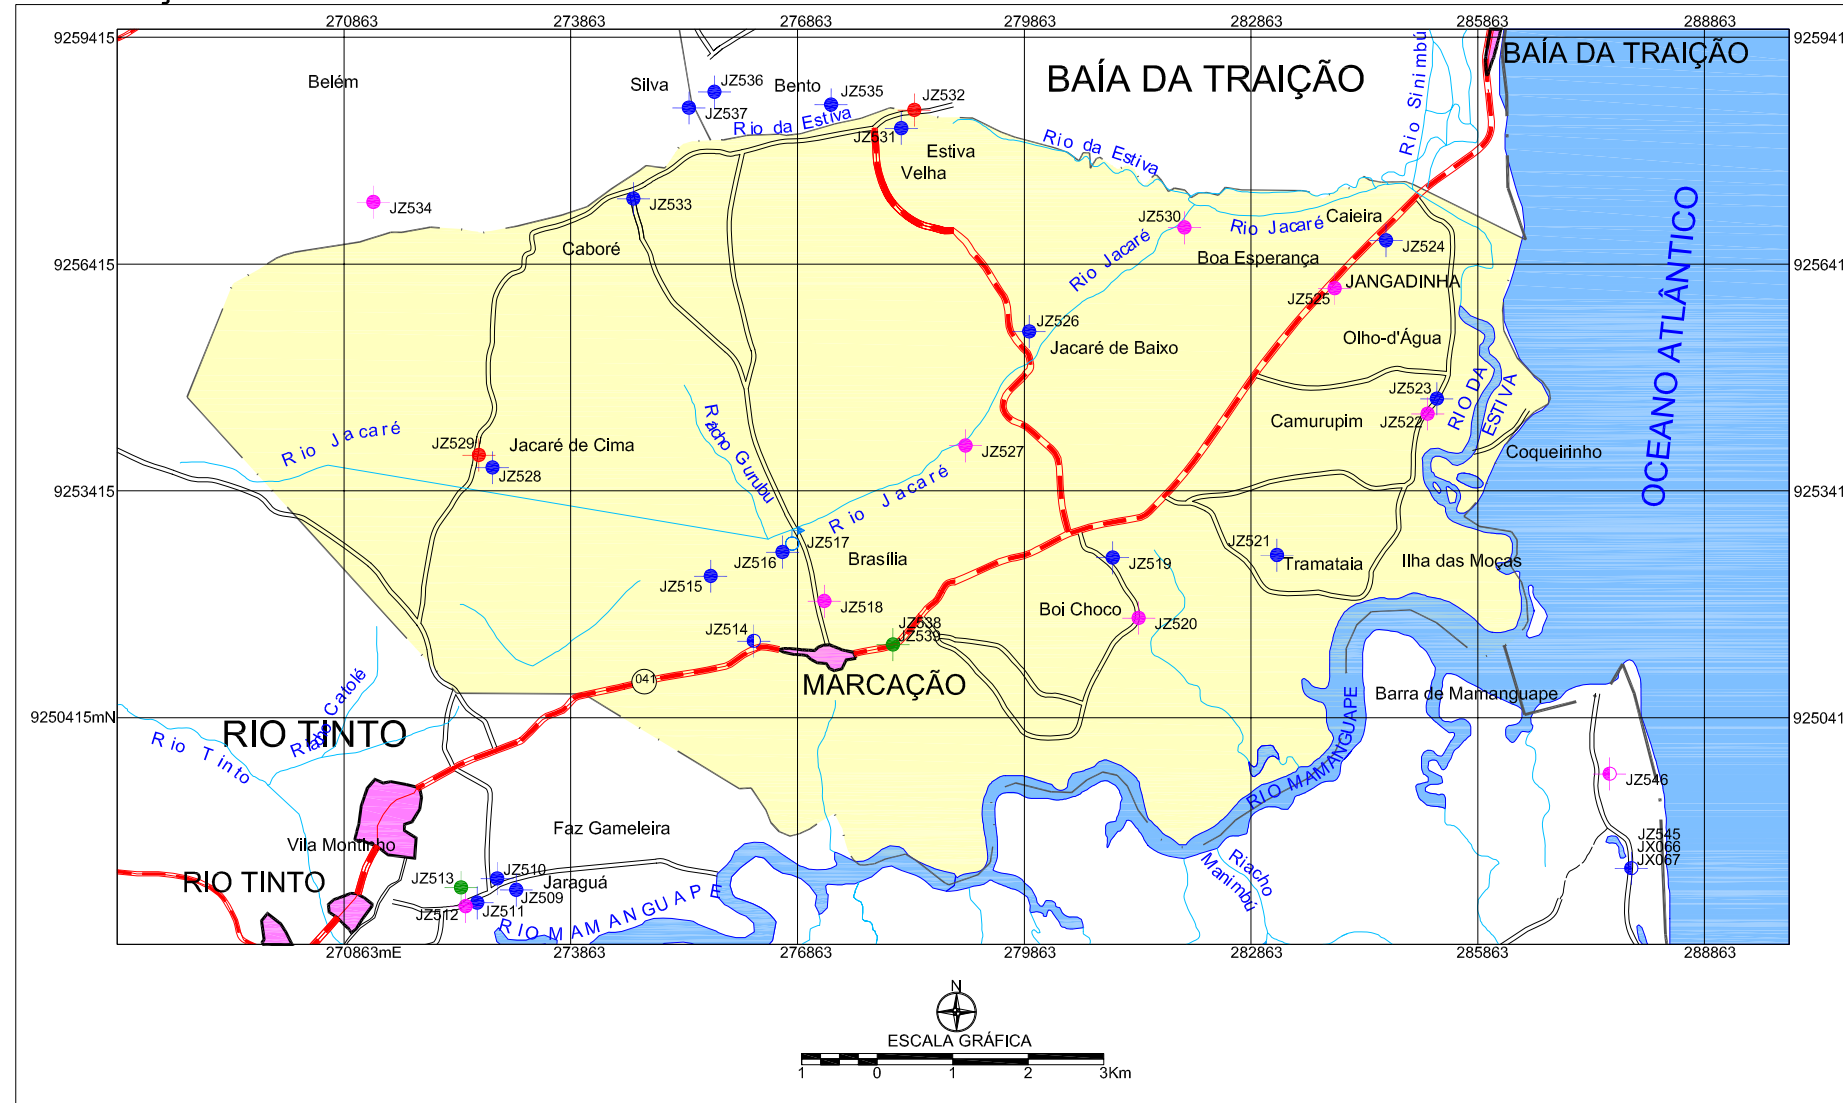 270863
273863
276863
279863
282863
285863
288863
9259415
925941
BAÍA DA TRAIÇÃO
BAÍA DA TRAIÇÃO
Belém
Silva
JZ536
Bento
JZ535
JZ532
JZ537
Rio da Estiva
JZ531
Rio da Estiva
Rio Sinimbú
Estiva
Velha
JZ534
JZ533
JZ530
Rio Jacaré
Caieira
Caboré
Rio Jacaré
Boa Esperança
JZ524
9256415
925641
JANGADINHA
JZ525
OCEANO ATLÂNTICO
JZ526
Jacaré de Baixo
Olho-d'Água
JZ523
RIO DA
ESTIVA
JZ522
Camurupim
Coqueirinho
Rio Jacaré
JZ529
Jacaré de Cima
JZ528
Gurubu
JZ527
Rio Jacaré
9253415
925341
JZ517
JZ516
Brasília
JZ515
JZ519
JZ521
Tramataia
Ilha das Moças
JZ518
Boi Choco
JZ520
JZ514
JZ538
JZ539
041
MARCAÇÃO
Barra de Mamanguape
Catolé
9250415mN
925041
RIO TINTO
Rio Tinto
RIO MAMANGUAPE
JZ546
Faz Gameleira
Vila Montinho
JZ545
JX066
JX067
Riacho
Manimbú
RIO TINTO
JZ513
JZ510
Jaraguá
JZ509
JZ512
JZ511
RIO MAMANGUAPE
270863mE
273863
276863
279863
282863
285863
288863
N
ESCALA GRÁFICA
1
0
1
2
3Km